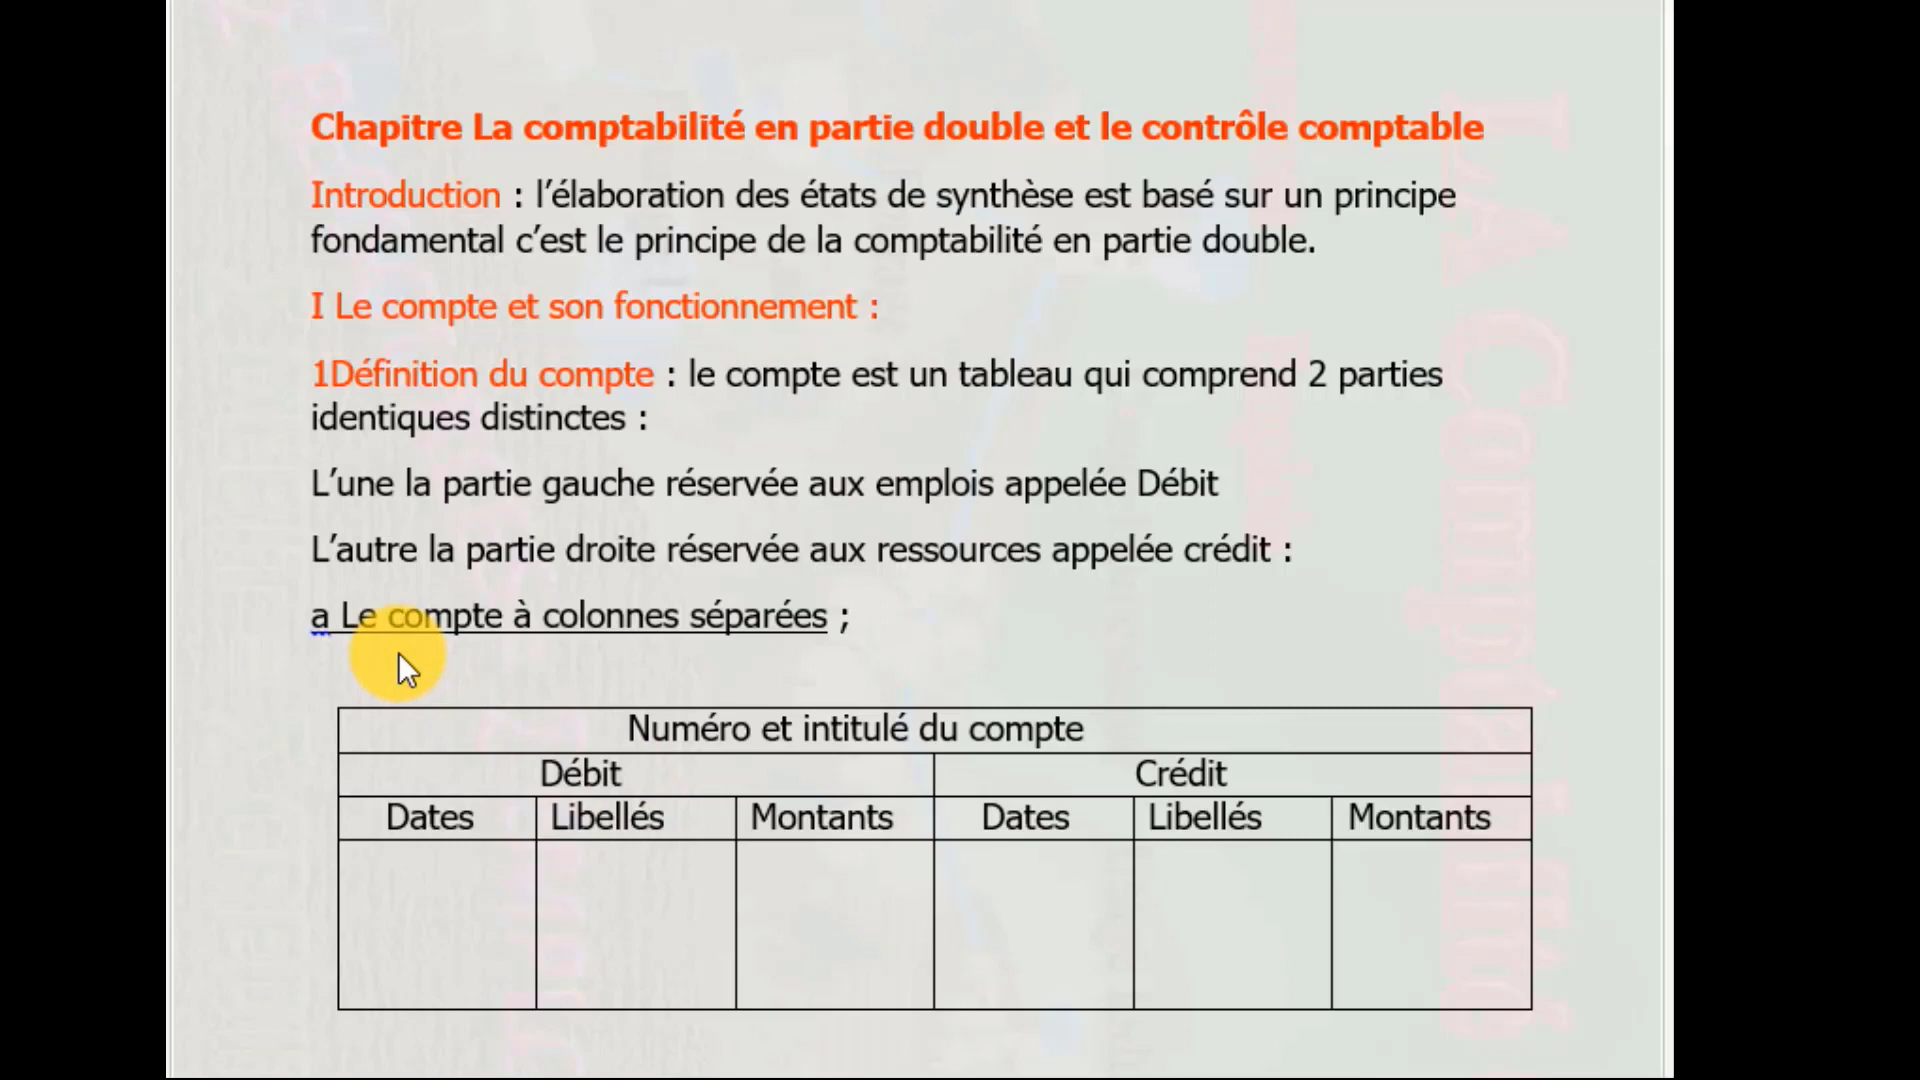 Chapitre La comptabilité en partie double et le contrôle comptable
Introduction : l’élaboration des états de synthèse est basé sur un principe
fondamental c’est le principe de la comptabilité en partie double.
I Le compte et son fonctionnement :
1Définition du compte : le compte est un tableau qui comprend 2 parties
identiques distinctes :
L’une la partie gauche réservée aux emplois appelée Débit
L’autre la partie droite réservée aux ressources appelée crédit :
a Le compte à colonnes séparées ;
Numéro et intitulé du compte
Débit Crédit
Dates Libellés Montants Dates Libellés Montants